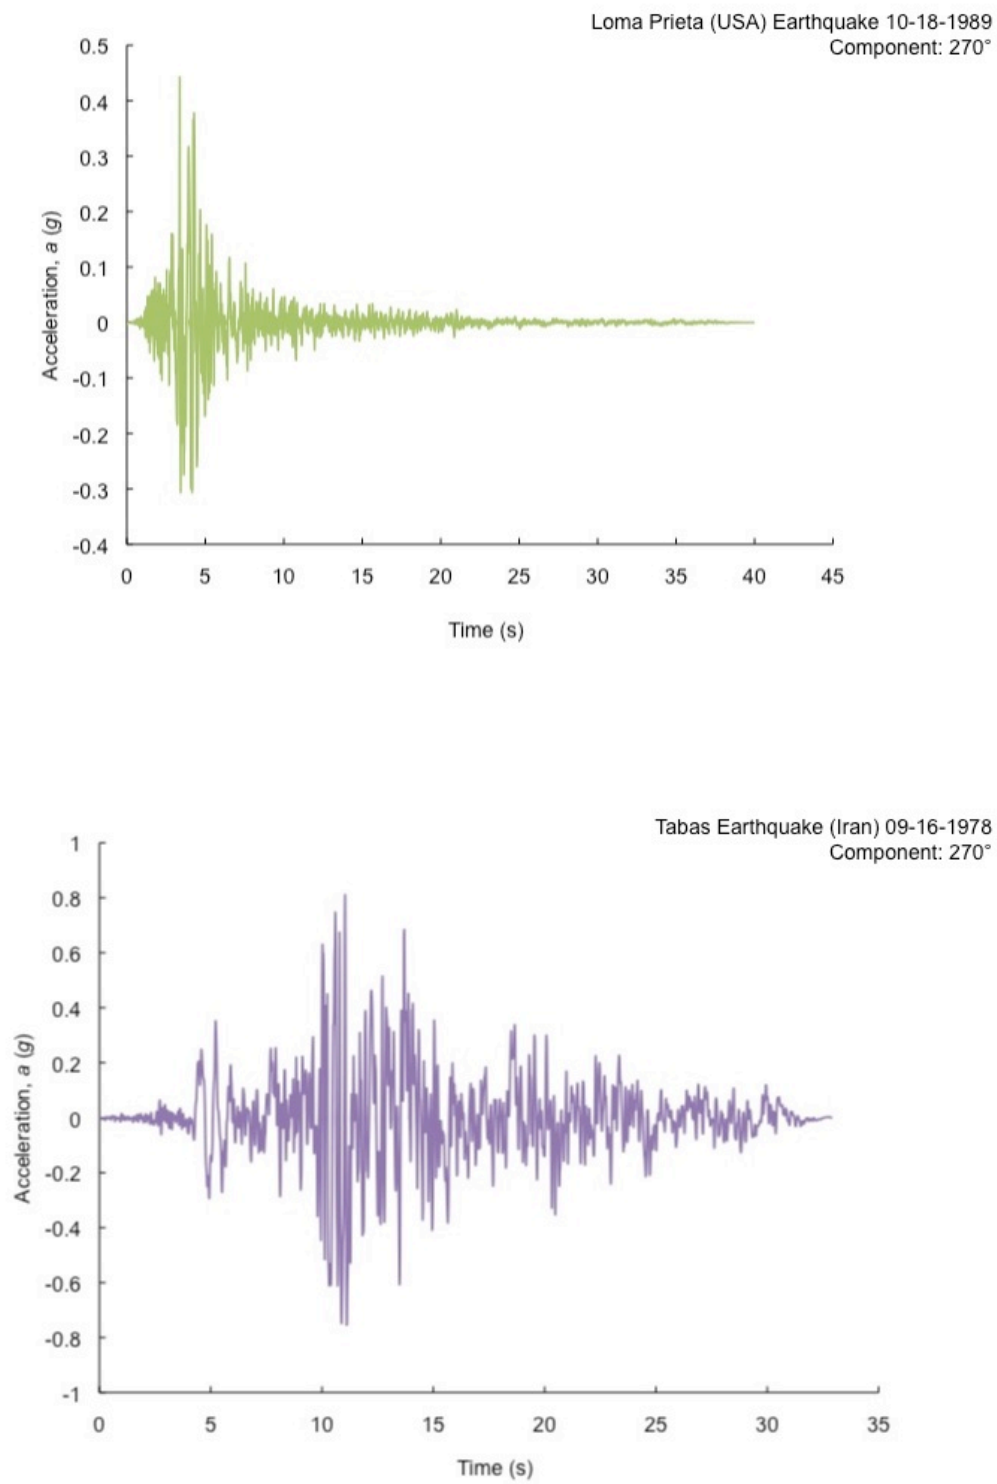 Loma Prieta (USA) Earthquake 10-18-1989
Component: 270°
Acceleration, a (g)
0.5
0.4
0.3
0.2
0.1
0
-0.1
-0.2
-0.3
-0.4
0 5 10 15 20 25 30 35 40 45
Time (s)
Tabas Earthquake (Iran) 09-16-1978
Component: 270°
Acceleration, a (g)
1
0.8
0.6
0.4
0.2
0
-0.2
-0.4
-0.6
-0.8
-1
0 5 10 15 20 25 30 35
Time (s)